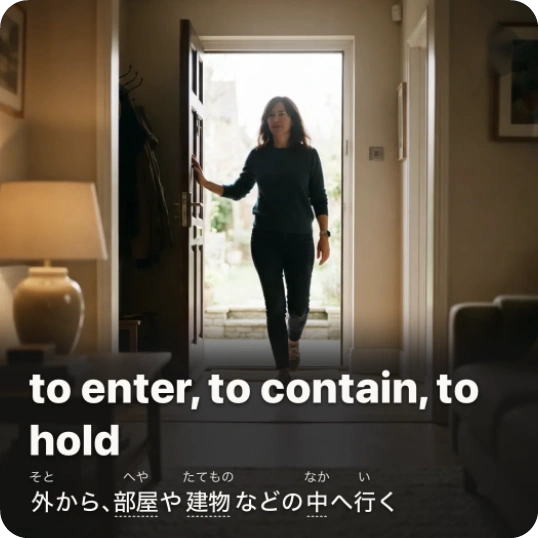 to enter, to contain, to
hold
そと へや たてもの なか い
外から、部屋や建物などの中へ行く